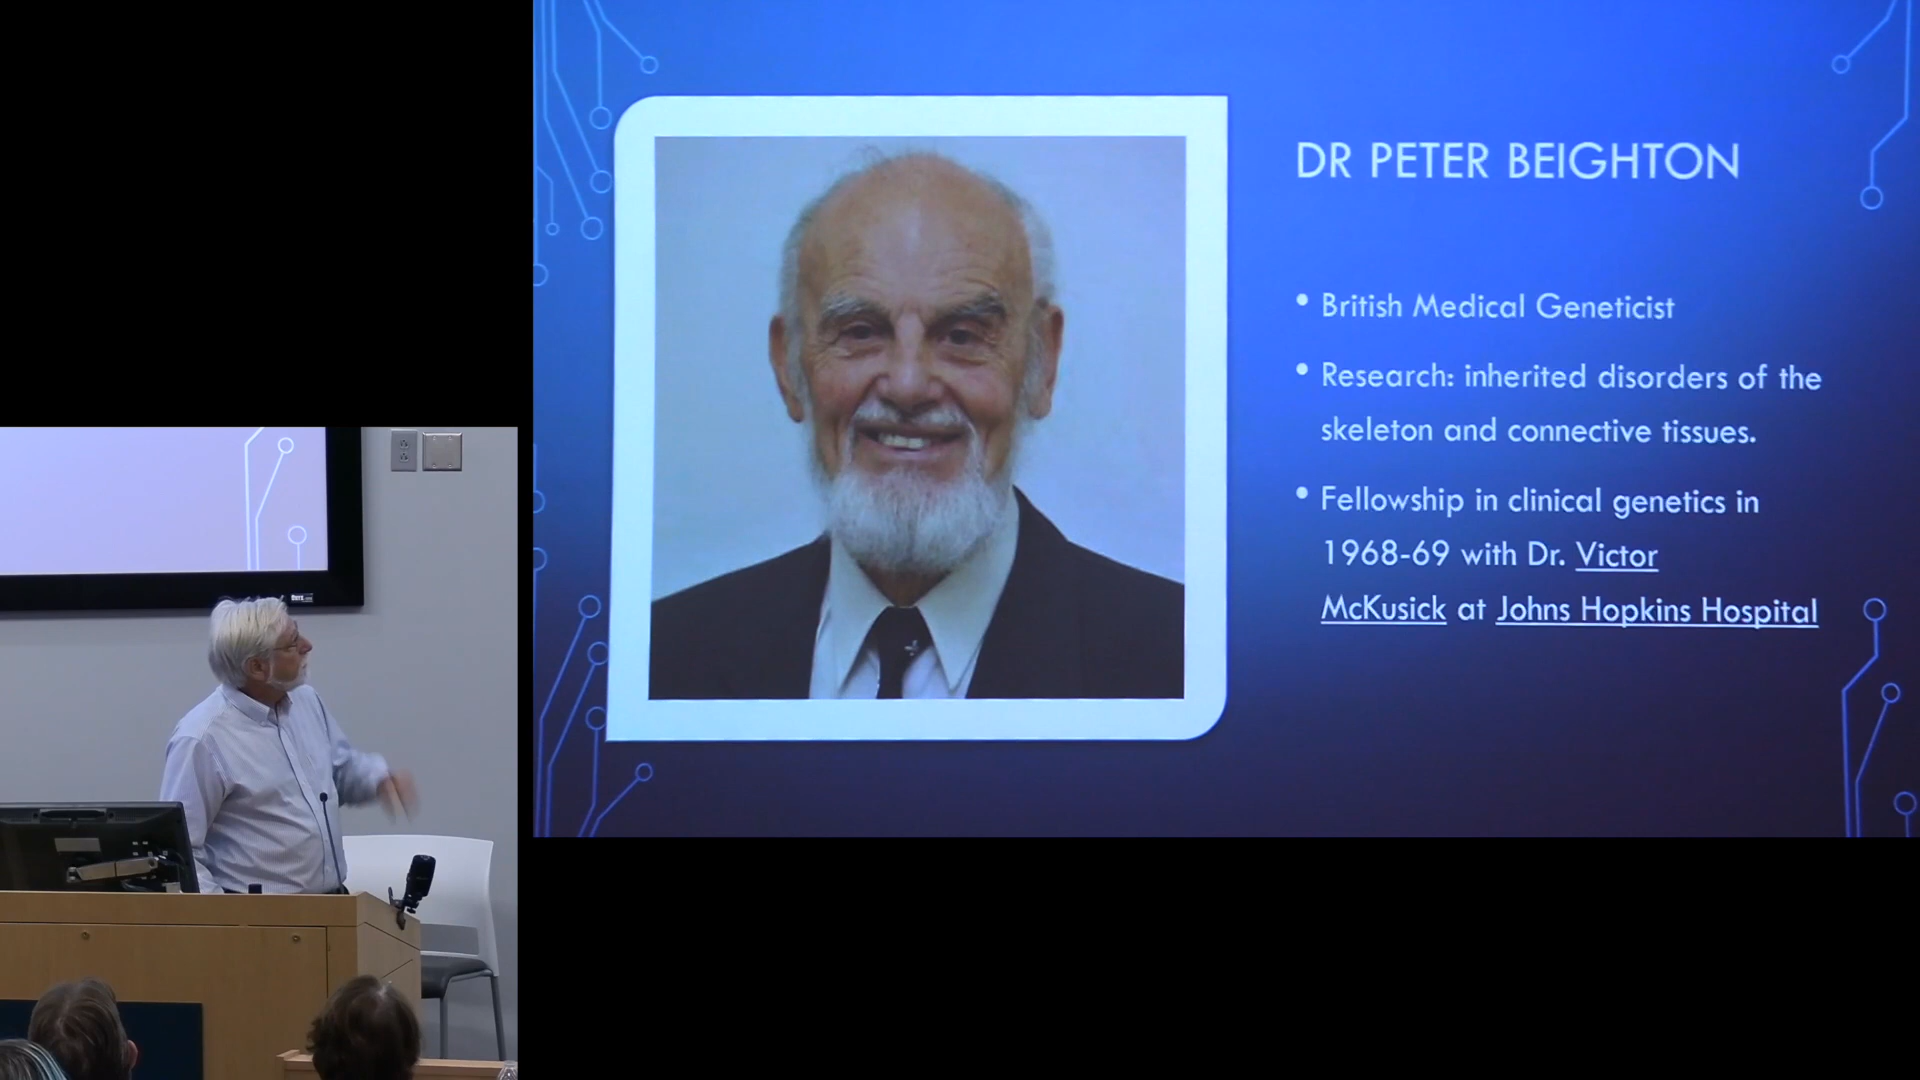 DR PETER BEIGHTON
• British Medical Geneticist
• Research: inherited disorders of the
skeleton and connective tissues.
• Fellowship in clinical genetics in
1968-69 with Dr. Victor
McKusick at Johns Hopkins Hospital